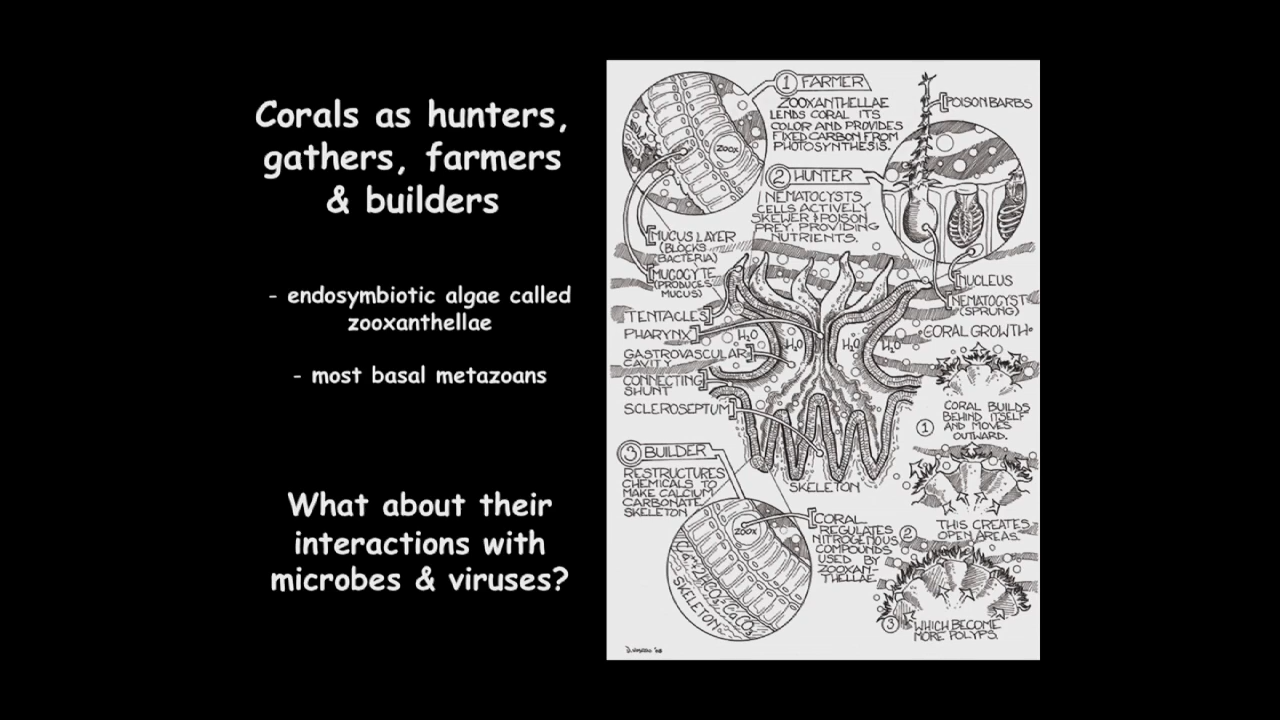 Corals as hunters,
gathers, farmers
& builders
- endosymbiotic algae called
zooxanthellae
- most basal metazoans
What about their
interactions with
microbes & viruses?
1 FARMER
ZOOXANTHELLAE
LENDS CORAL ITS
COLOR AND PROVIDES
FIXED CARBON FROM
PHOTOSYNTHESIS.
ZOOX
POISON BARBS
2 HUNTER
NEMATOCYSTS
CELLS ACTIVELY
SKEWER & POISON
PREY, PROVIDING
NUTRIENTS.
MUCUS LAYER
(BLOCKS
BACTERIA)
MUCOCYTE
(PRODUCES
MUCUS)
NUCLEUS
NEMATOCYST
(SPRUNG)
TENTACLES
PHARYNX
GASTROVASCULAR
CAVITY
CONNECTING
SHUNT
SCLEROSEPTUM
H₂O
H₂O
H₂O
H₂O
SKELETON
CORAL GROWTH
CORAL BUILDS
BEHIND ITSELF
AND MOVES
OUTWARD.
1
THIS CREATES
OPEN AREAS.
2
WHICH BECOME
MORE POLYPS.
3
3 BUILDER
RESTRUCTURES
CHEMICALS TO
MAKE CALCIUM
CARBONATE
SKELETON
ZOOX
CORAL
REGULATES
NITROGENOUS
COMPOUNDS
USED BY
ZOOXAN-
THELLAE
CaCO₃
SKELETON